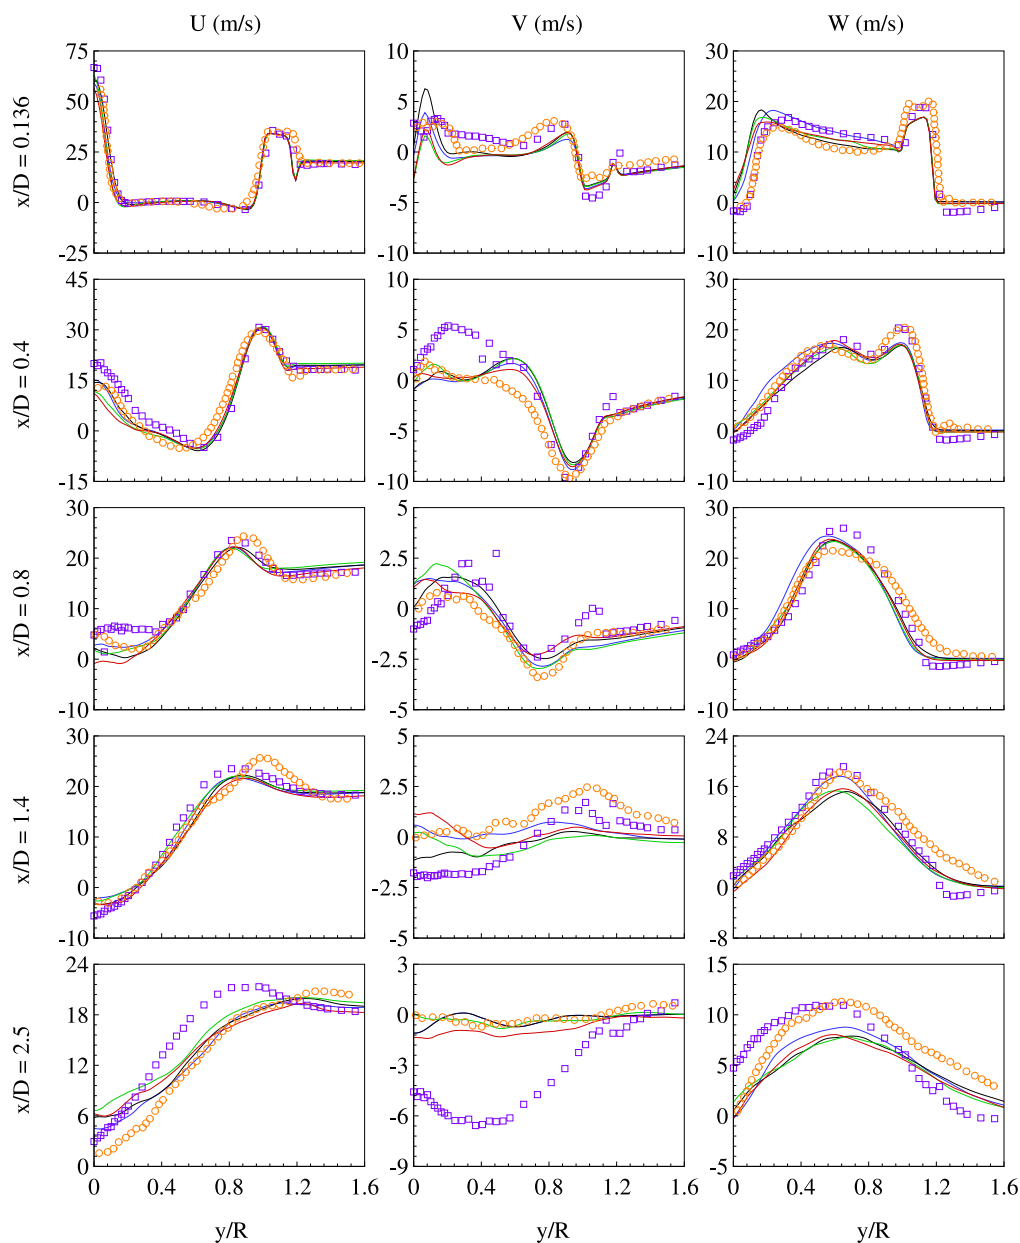 U (m/s) V (m/s) W (m/s)
x/D = 0.136
75 50 25 0 -25
10 5 0 -5 -10
30 20 10 0 -10
x/D = 0.4
45 30 15 0 -15
10 5 0 -5 -10
30 20 10 0 -10
x/D = 0.8
30 20 10 0 -10
5 2.5 0 -2.5 -5
30 20 10 0 -10
x/D = 1.4
30 20 10 0 -10
5 2.5 0 -2.5 -5
24 16 8 0 -8
x/D = 2.5
24 18 12 6 0
3 0 -3 -6 -9
15 10 5 0 -5
0 0.4 0.8 1.2 1.6 0 0.4 0.8 1.2 1.6 0 0.4 0.8 1.2 1.6
y/R y/R y/R